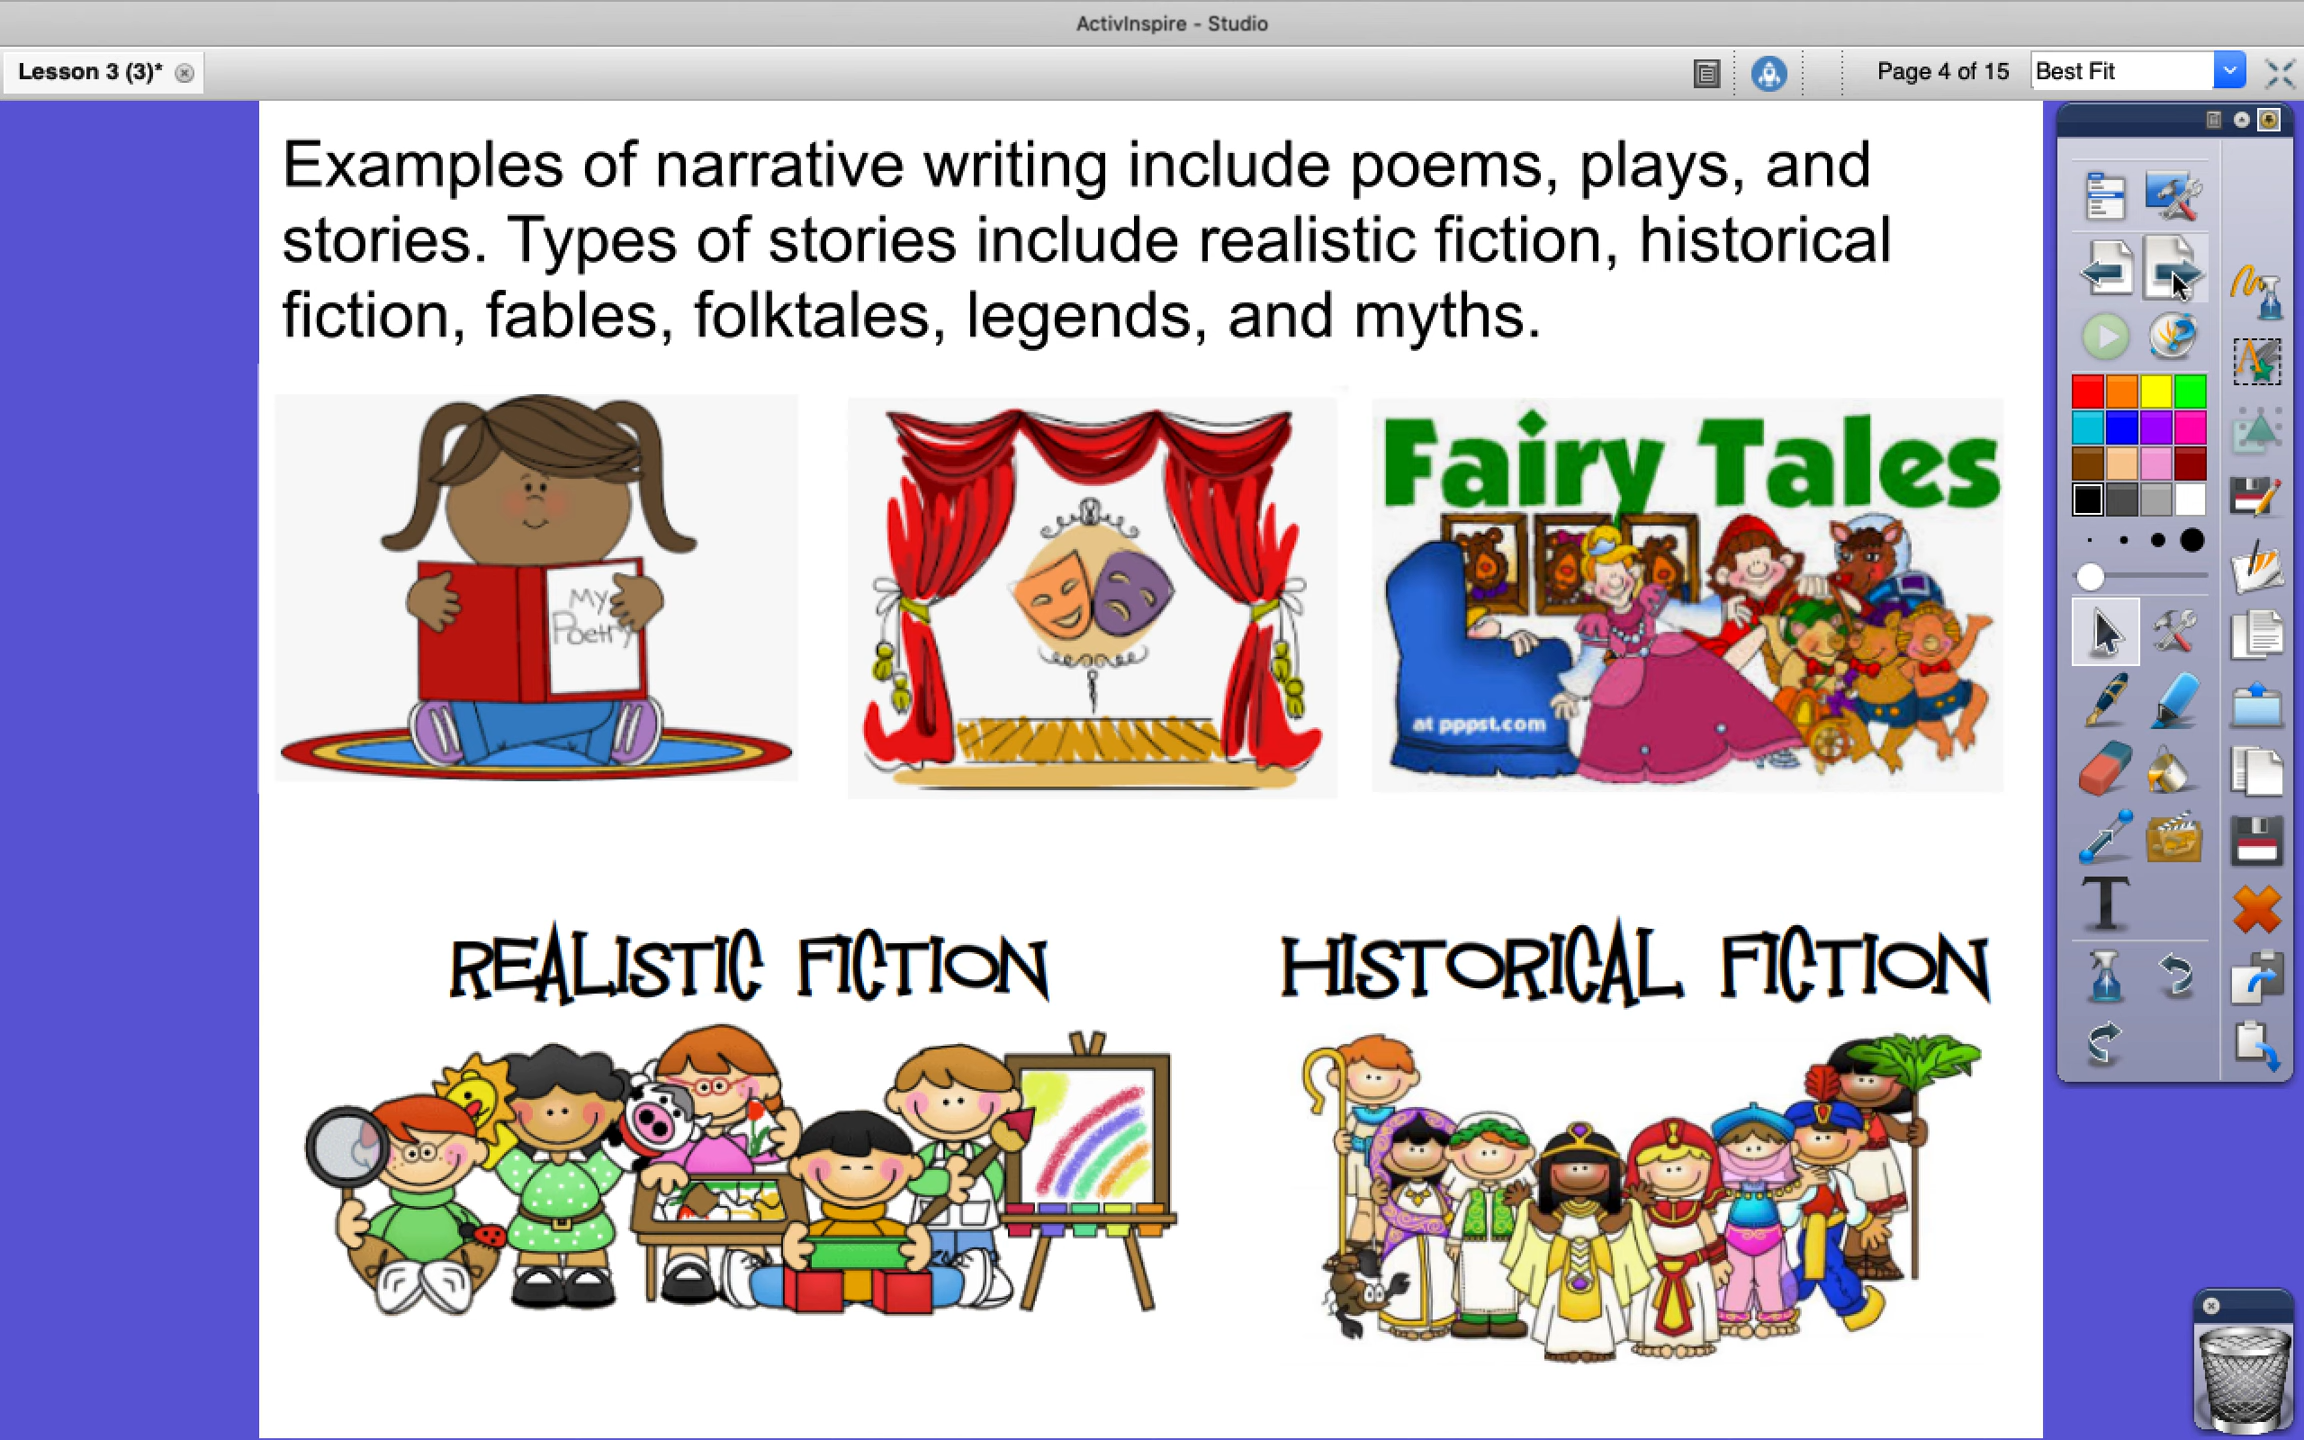 ActivInspire - Studio
Lesson 3 (3)*
Page 4 of 15
Best Fit
Examples of narrative writing include poems, plays, and
stories. Types of stories include realistic fiction, historical
fiction, fables, folktales, legends, and myths.
My
Poetry
Fairy Tales
at pppst.com
REALISTIC FICTION
HISTORICAL FICTION
T